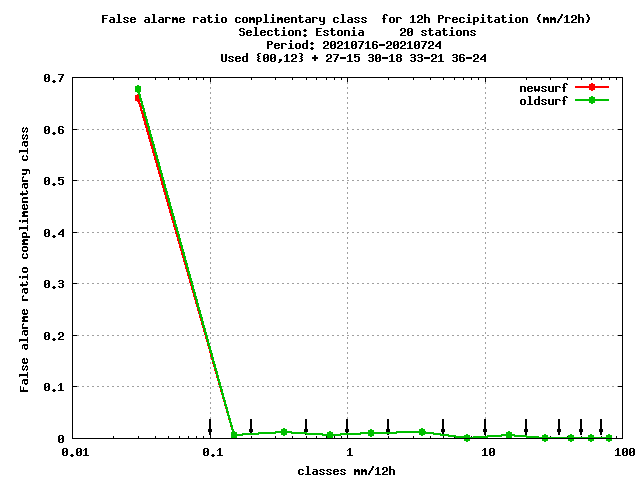 False alarme ratio complimentary class  for 12h Precipitation (mm/12h)
Selection: Estonia     20 stations
Period: 20210716-20210724
Used {00,12} + 27-15 30-18 33-21 36-24
newsurf
oldsurf
False alarme ratio complimentary class
0.7
0.6
0.5
0.4
0.3
0.2
0.1
0
0.01 0.1 1 10 100
classes mm/12h